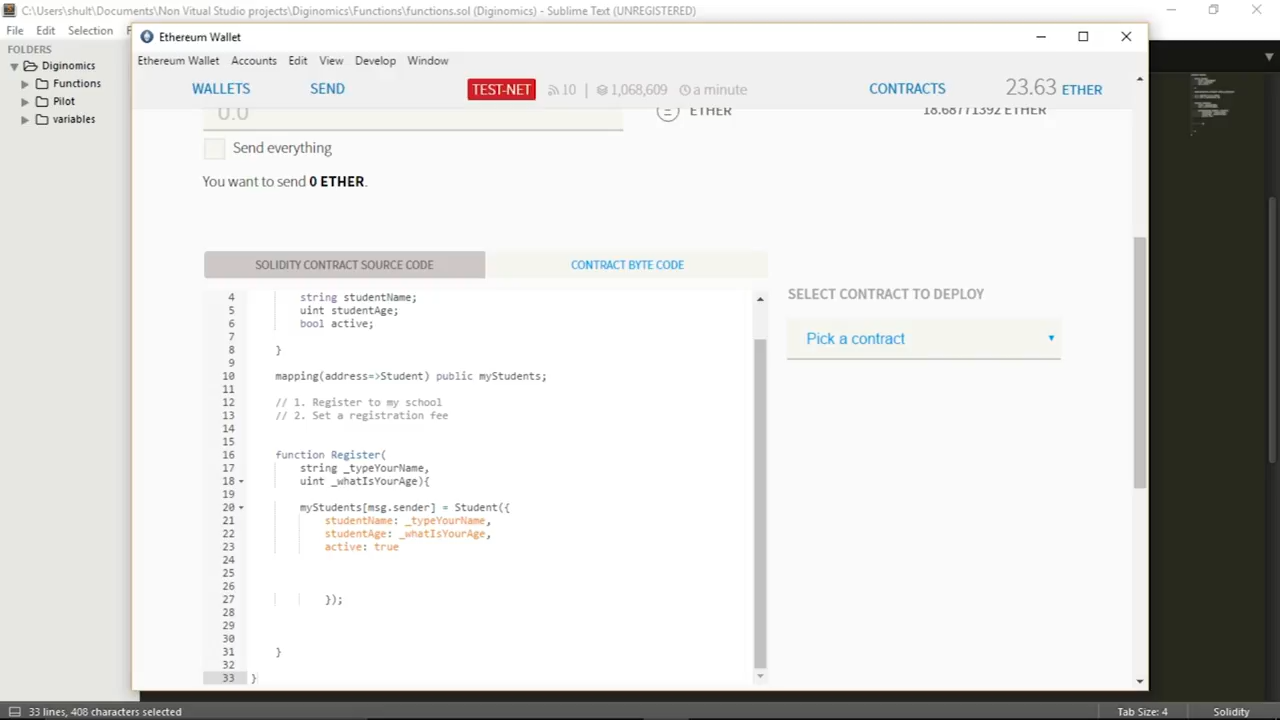 C:\Users\shult\Documents\Non Vitual Studio projects\Diginomics\Functions\functions.sol (Diginomics) - Sublime Text (UNREGISTERED)
File Edit Selection F
FOLDERS
Diginomics
Functions
Pilot
variables
Ethereum Wallet
Ethereum Wallet Accounts Edit View Develop Window
WALLETS SEND TEST-NET 10 | 1,068,609 a minute CONTRACTS 23.63 ETHER
0.0 ETHER 18.68771392 ETHER
Send everything
You want to send 0 ETHER.
SOLIDITY CONTRACT SOURCE CODE CONTRACT BYTE CODE
SELECT CONTRACT TO DEPLOY
Pick a contract
4 string studentName;
5 uint studentAge;
6 bool active;
7
8 }
9
10 mapping(address=>Student) public myStudents;
11
12 // 1. Register to my school
13 // 2. Set a registration fee
14
15
16 function Register(
17 string _typeYourName,
18 uint _whatIsYourAge){
19
20 myStudents[msg.sender] = Student({
21 studentName: _typeYourName,
22 studentAge: _whatIsYourAge,
23 active: true
24
25
26
27 });
28
29
30
31 }
32
33 }
33 lines, 408 characters selected Tab Size: 4 Solidity